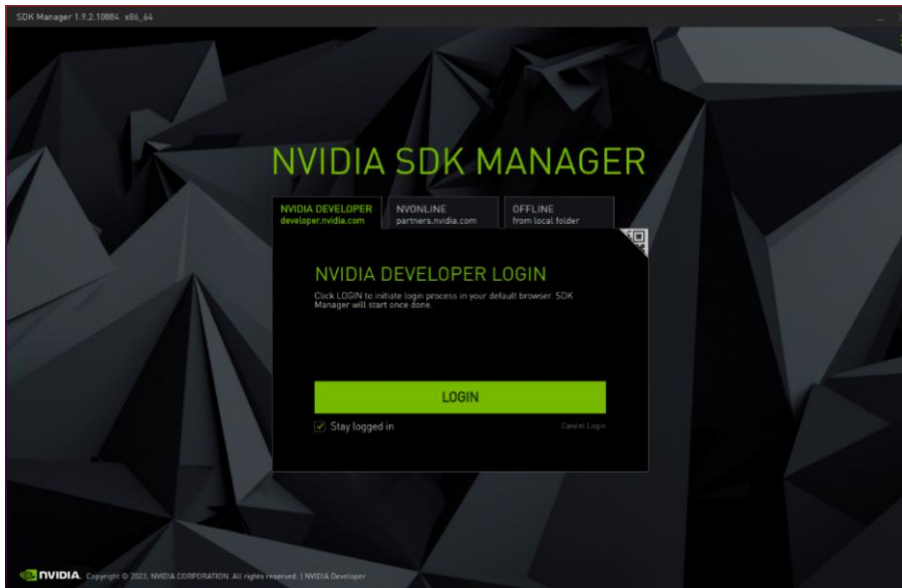 SDK Manager 1.9.2.10884 x86_64
NVIDIA SDK MANAGER
NVIDIA DEVELOPER
developer.nvidia.com
NVONLINE
partners.nvidia.com
OFFLINE
from local folder
NVIDIA DEVELOPER LOGIN
Click LOGIN to initiate login process in your default browser. SDK
Manager will start once done.
LOGIN
Stay logged in
Cancel Login
NVIDIA. Copyright © 2023, NVIDIA CORPORATION. All rights reserved. | NVIDIA Developer